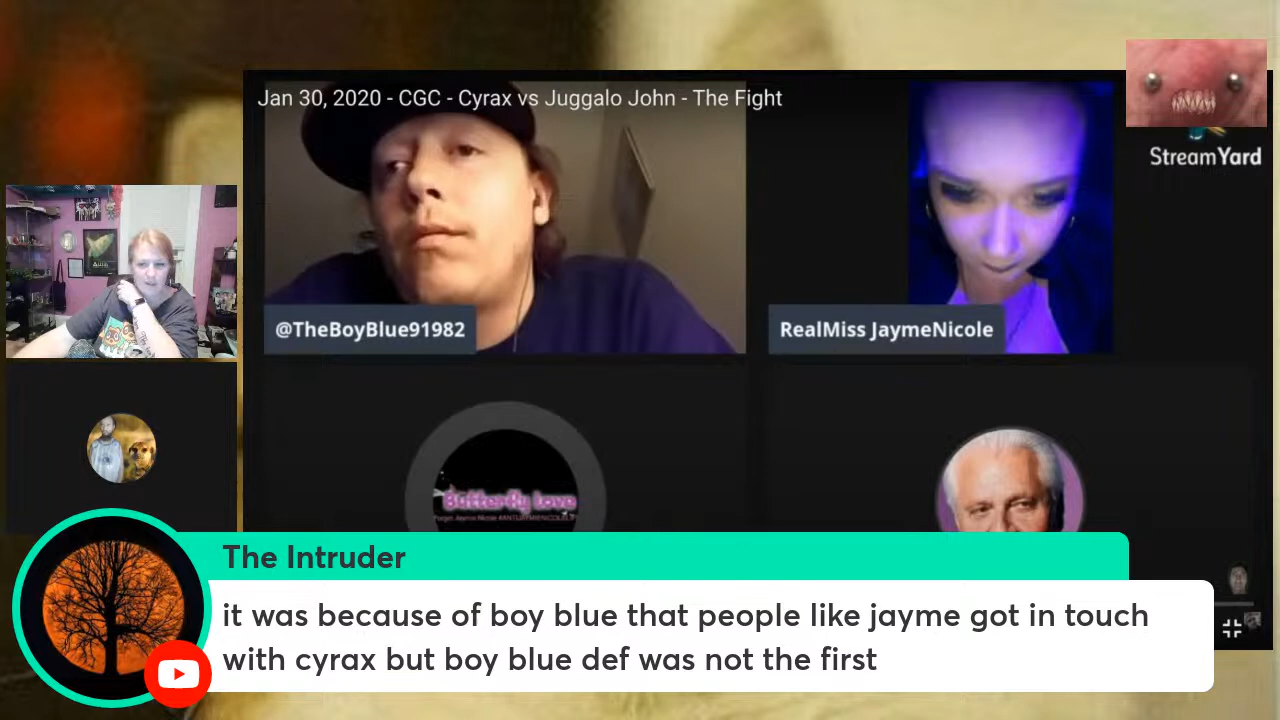 Jan 30, 2020 - CGC - Cyrax vs Juggalo John - The Fight
StreamYard
@TheBoyBlue91982
RealMiss JaymeNicole
Butterfly Love
The Intruder
it was because of boy blue that people like jayme got in touch
with cyrax but boy blue def was not the first